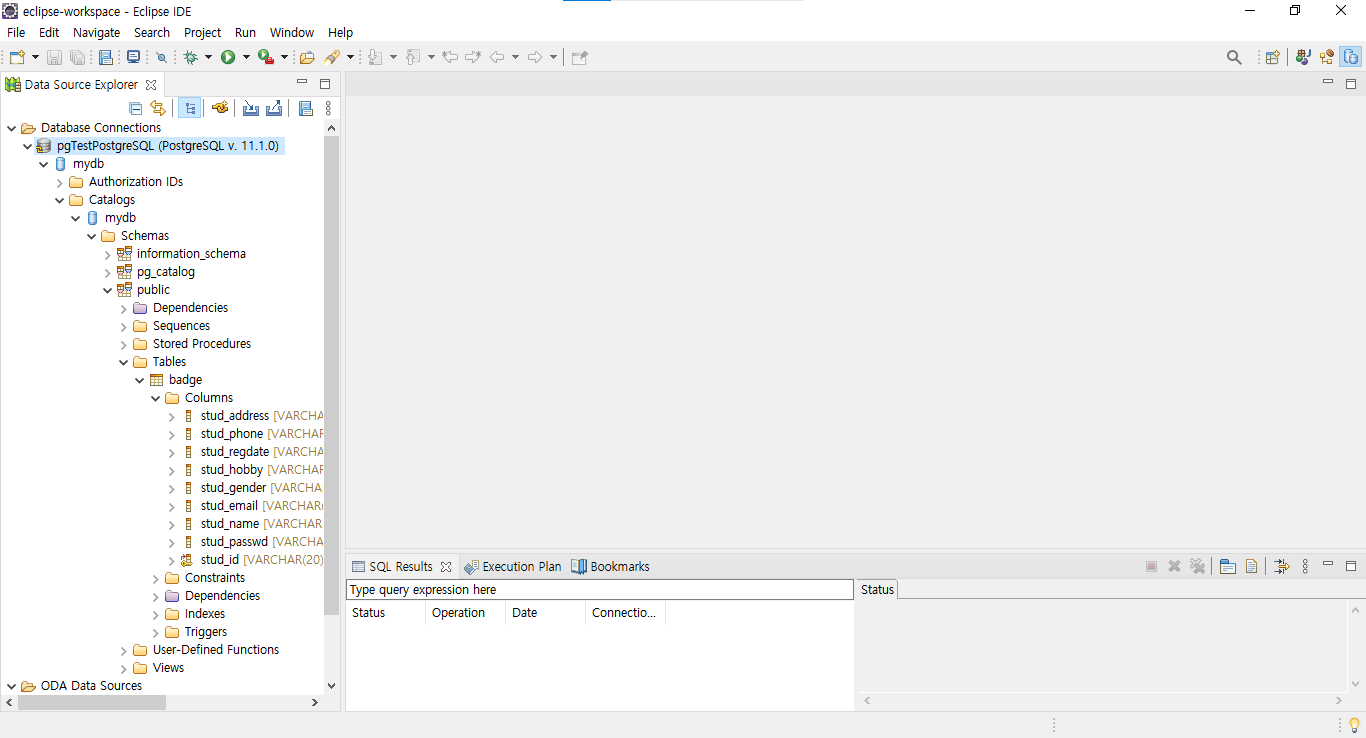 eclipse-workspace - Eclipse IDE
File Edit Navigate Search Project Run Window Help
Data Source Explorer
Database Connections
pgTestPostgreSQL (PostgreSQL v. 11.1.0)
mydb
Authorization IDs
Catalogs
mydb
Schemas
information_schema
pg_catalog
public
Dependencies
Sequences
Stored Procedures
Tables
badge
Columns
stud_address [VARCHA
stud_phone [VARCHAR
stud_regdate [VARCHA
stud_hobby [VARCHAR
stud_gender [VARCHA
stud_email [VARCHAR(
stud_name [VARCHAR
stud_passwd [VARCHA
stud_id [VARCHAR(20)
Constraints
Dependencies
Indexes
Triggers
User-Defined Functions
Views
ODA Data Sources
SQL Results Execution Plan Bookmarks
Type query expression here
Status Operation Date Connectio...
Status